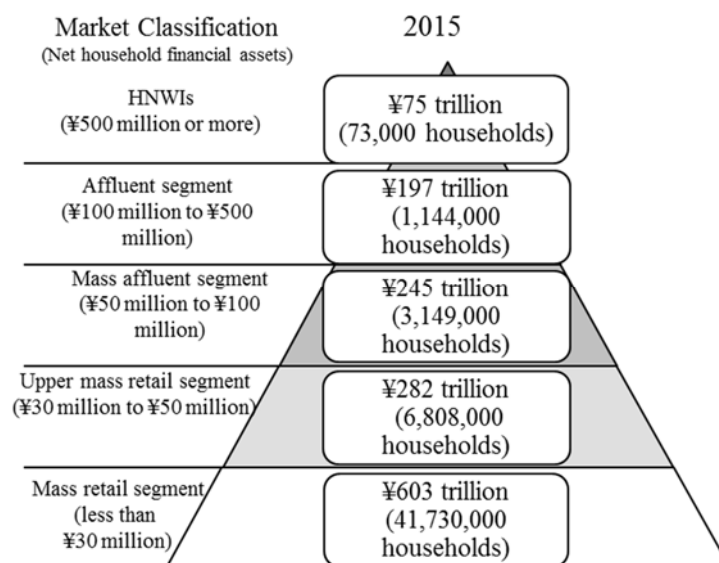 Market Classification
(Net household financial assets)
2015
HNWIs
(¥500 million or more)
¥75 trillion
(73,000 households)
Affluent segment
(¥100 million to ¥500
million)
¥197 trillion
(1,144,000
households)
Mass affluent segment
(¥50 million to ¥100
million)
¥245 trillion
(3,149,000
households)
Upper mass retail segment
(¥30 million to ¥50 million)
¥282 trillion
(6,808,000
households)
Mass retail segment
(less than
¥30 million)
¥603 trillion
(41,730,000
households)